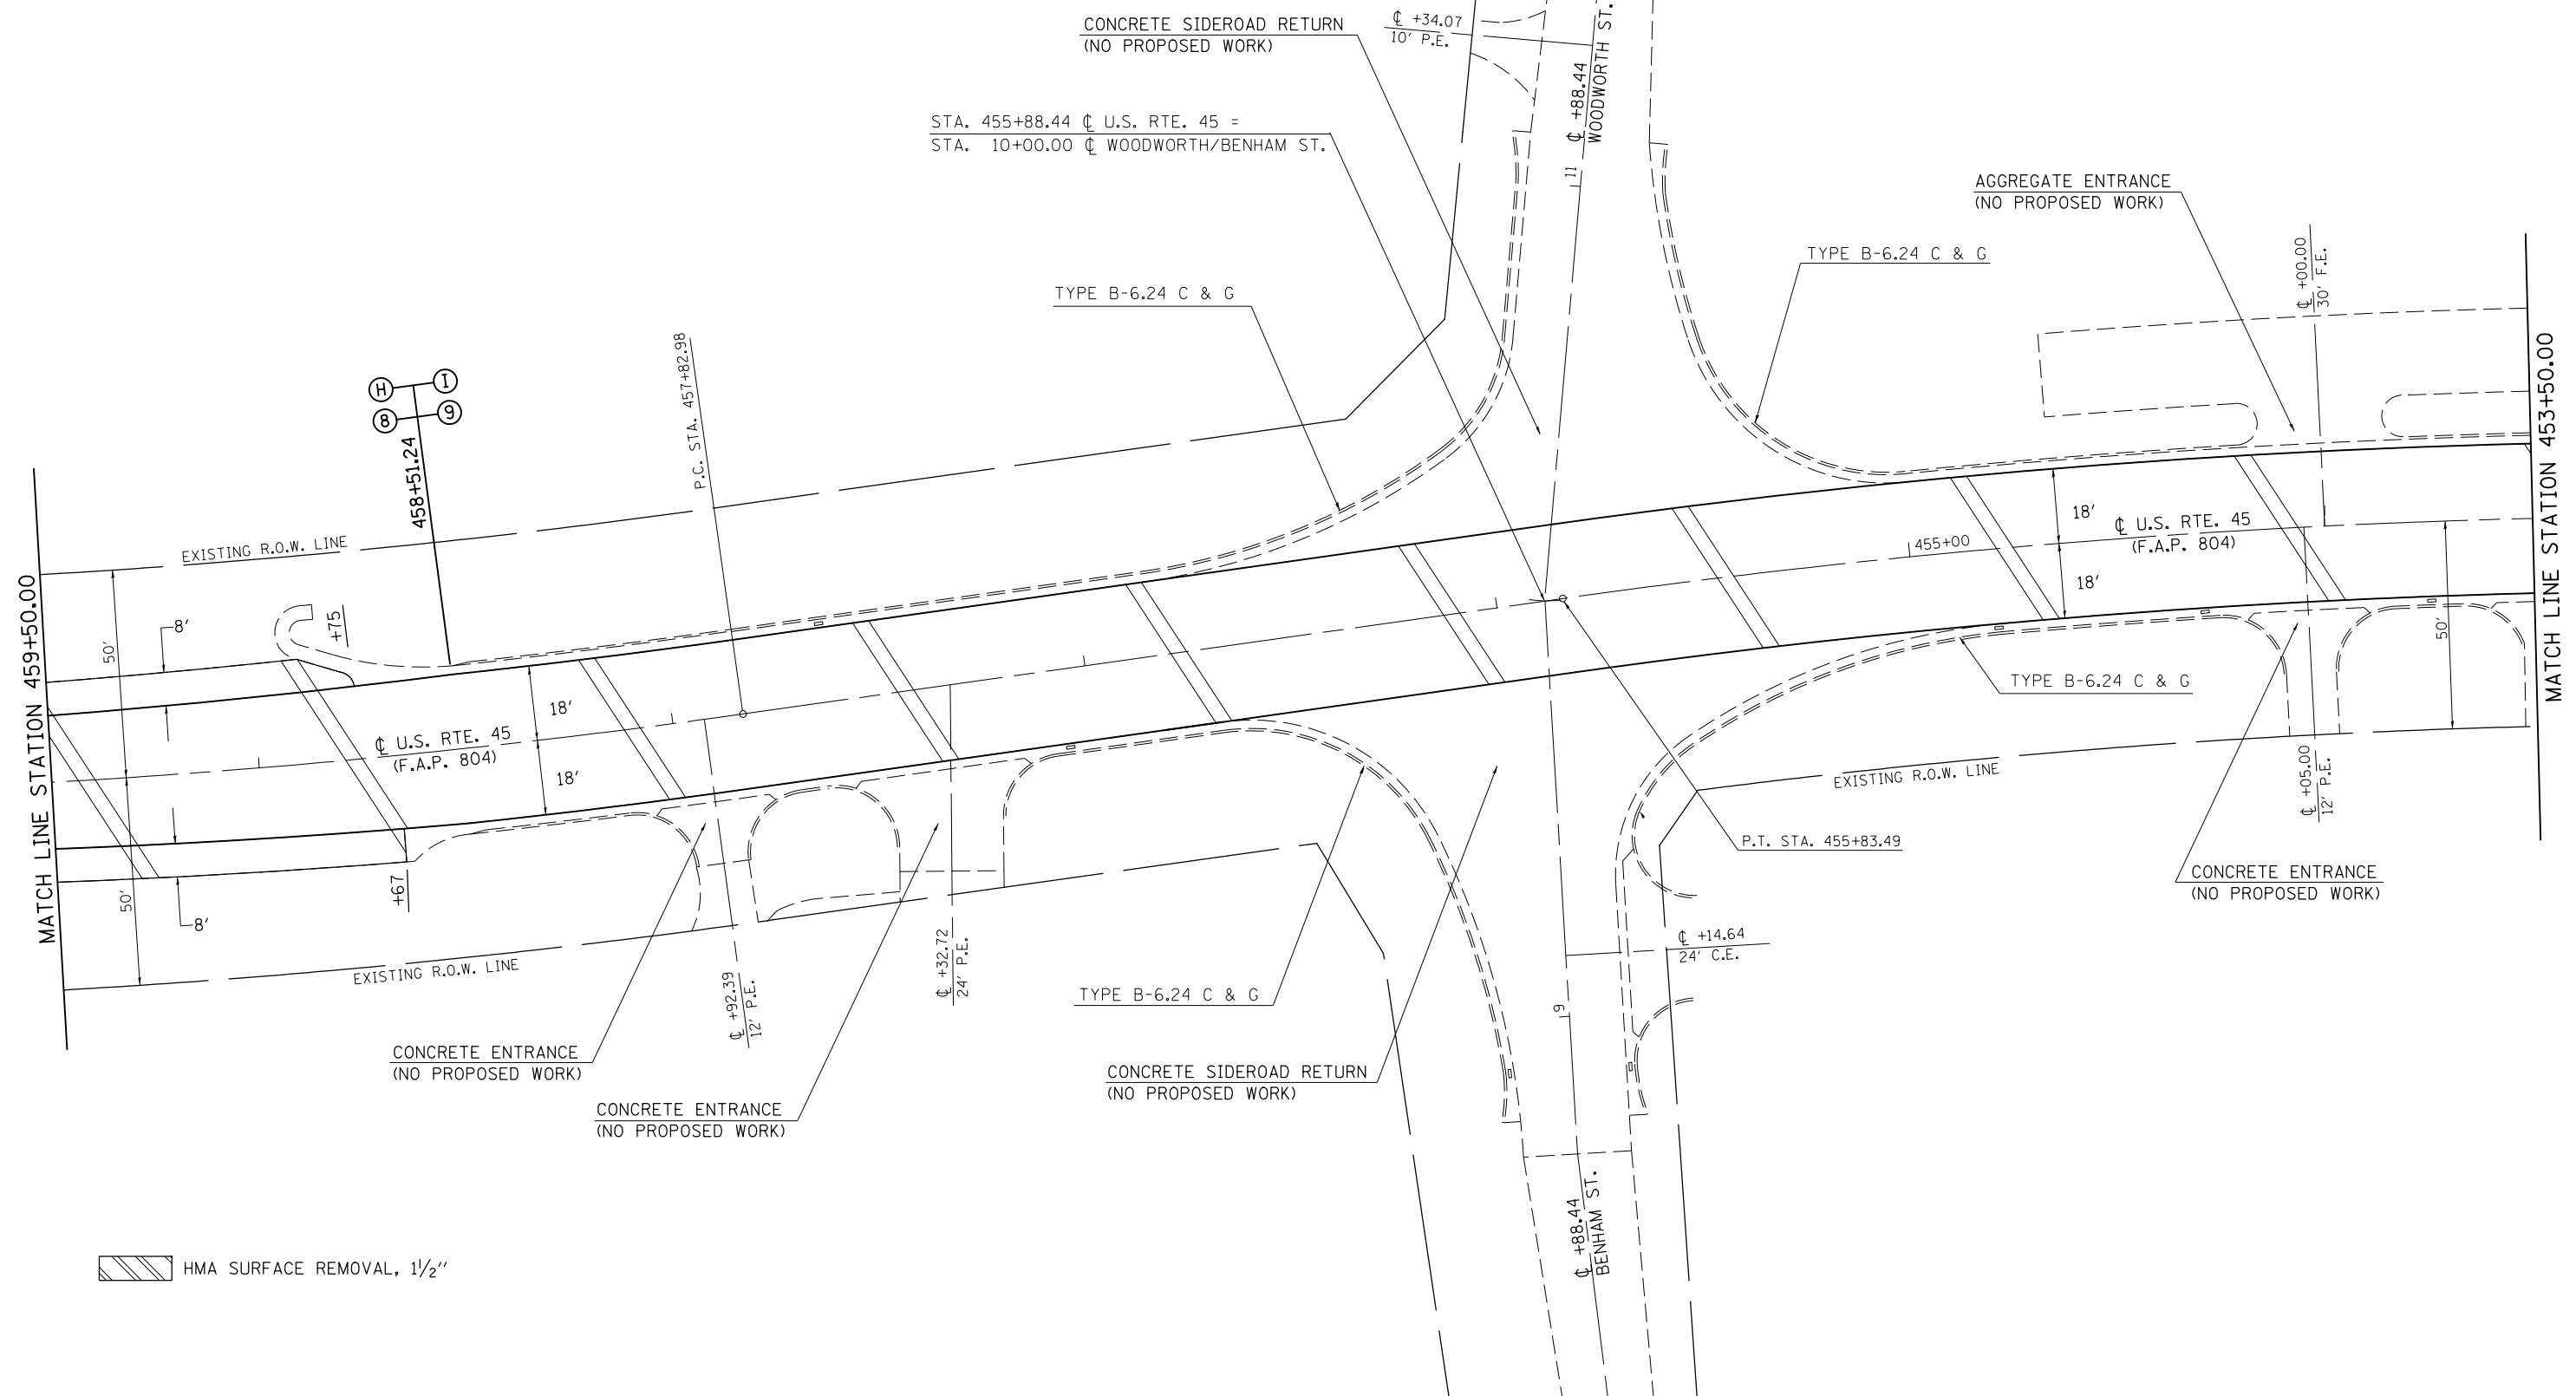 CONCRETE SIDEROAD RETURN
(NO PROPOSED WORK)
℄ +34.07
10' P.E.
℄ +88.44
WOODWORTH ST.
STA. 455+88.44 ℄ U.S. RTE. 45 =
STA. 10+00.00 ℄ WOODWORTH/BENHAM ST.
11
AGGREGATE ENTRANCE
(NO PROPOSED WORK)
TYPE B-6.24 C & G
℄ +00.00
30' F.E.
TYPE B-6.24 C & G
MATCH LINE STATION 453+50.00
P.C. STA. 457+82.98
H
I
8
9
458+51.24
EXISTING R.O.W. LINE
MATCH LINE STATION 459+50.00
50'
8'
+75
18'
℄ U.S. RTE. 45
(F.A.P. 804)
18'
455+00
18'
℄ U.S. RTE. 45
(F.A.P. 804)
18'
50'
TYPE B-6.24 C & G
50'
8'
+67
EXISTING R.O.W. LINE
EXISTING R.O.W. LINE
℄ +05.00
12' P.E.
P.T. STA. 455+83.49
CONCRETE ENTRANCE
(NO PROPOSED WORK)
℄ +92.39
12' P.E.
℄ +32.72
24' P.E.
℄ +14.64
24' C.E.
TYPE B-6.24 C & G
9
CONCRETE ENTRANCE
(NO PROPOSED WORK)
CONCRETE SIDEROAD RETURN
(NO PROPOSED WORK)
CONCRETE ENTRANCE
(NO PROPOSED WORK)
℄ +88.44
BENHAM ST.
HMA SURFACE REMOVAL, 1½"